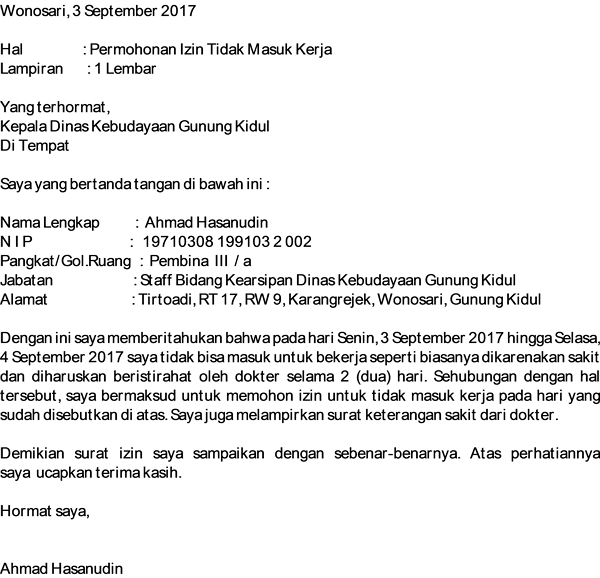 Wonosari, 3 September 2017
Hal : Permohonan Izin Tidak Masuk Kerja
Lampiran : 1 Lembar
Yang terhormat,
Kepala Dinas Kebudayaan Gunung Kidul
Di Tempat
Saya yang bertanda tangan di bawah ini :
Nama Lengkap : Ahmad Hasanudin
N I P : 19710308 199103 2 002
Pangkat/Gol.Ruang : Pembina III / a
Jabatan : Staff Bidang Kearsipan Dinas Kebudayaan Gunung Kidul
Alamat : Tirtoadi, RT 17, RW 9, Karangrejek, Wonosari, Gunung Kidul
Dengan ini saya memberitahukan bahwa pada hari Senin, 3 September 2017 hingga Selasa,
4 September 2017 saya tidak bisa masuk untuk bekerja seperti biasanya dikarenakan sakit
dan diharuskan beristirahat oleh dokter selama 2 (dua) hari. Sehubungan dengan hal
tersebut, saya bermaksud untuk memohon izin untuk tidak masuk kerja pada hari yang
sudah disebutkan di atas. Saya juga melampirkan surat keterangan sakit dari dokter.
Demikian surat izin saya sampaikan dengan sebenar-benarnya. Atas perhatiannya
saya ucapkan terima kasih.
Hormat saya,
Ahmad Hasanudin